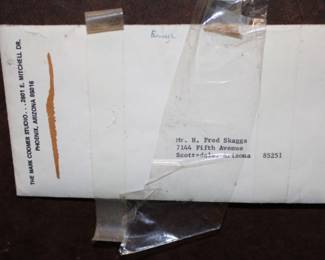 THE MARK COOMER STUDIO . . . 2801 E. MITCHELL DR.
PHOENIX, ARIZONA 85016
Mr. H. Fred Skaggs
7144 Fifth Avenue
Scottsdale, Arizona 85251